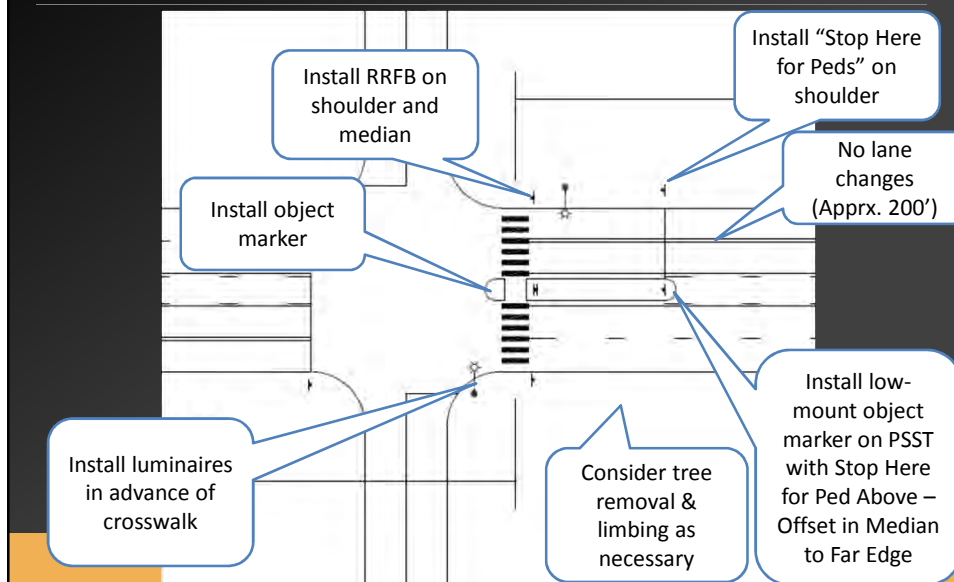 Install RRFB on
shoulder and
median
Install “Stop Here
for Peds” on
shoulder
No lane
changes
(Apprx. 200’)
Install object
marker
Install low-
mount object
marker on PSST
with Stop Here
for Ped Above –
Offset in Median
to Far Edge
Install luminaires
in advance of
crosswalk
Consider tree
removal &
limbing as
necessary